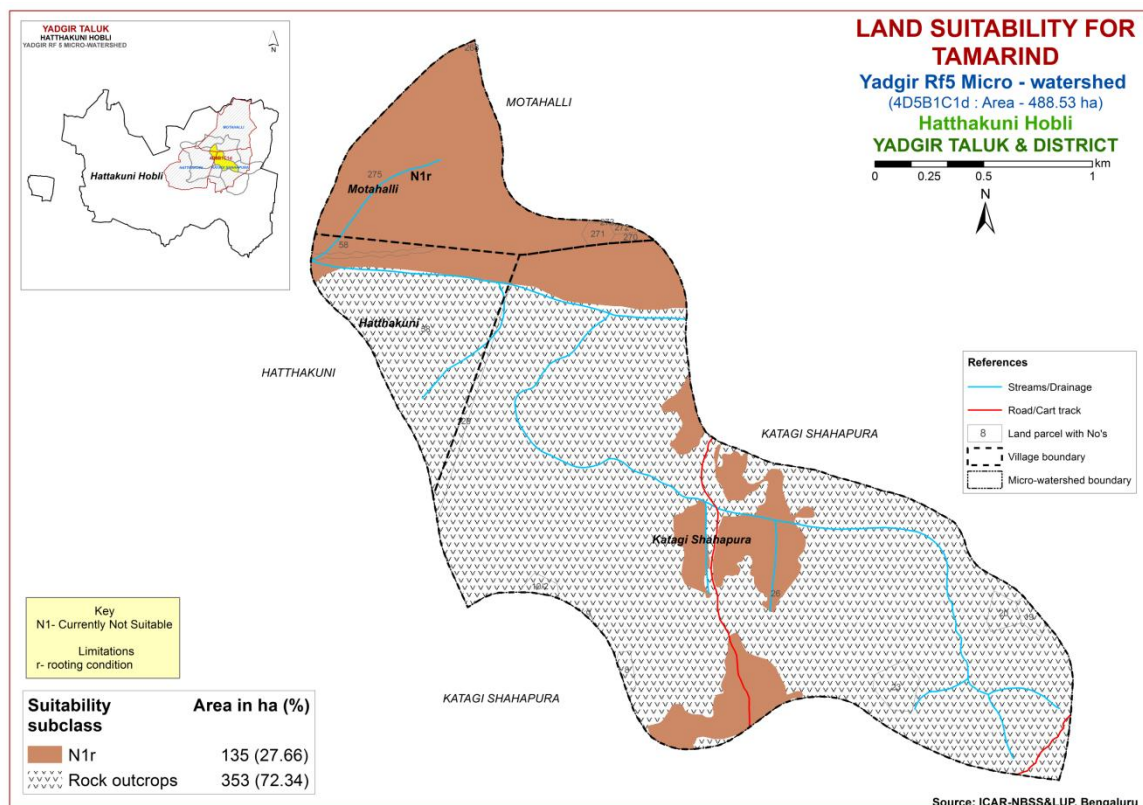 YADGIR TALUK
HATTHAKUNI HOBLI
YADGIR RF 5 MICRO-WATERSHED
N
MOTAHALLI
Hattakuni Hobli
LAND SUITABILITY FOR
TAMARIND
Yadgir Rf5 Micro - watershed
(4D5B1C1d : Area - 488.53 ha)
Hatthakuni Hobli
YADGIR TALUK & DISTRICT
km
0 0.25 0.5 1
N
MOTAHALLI
275
N1r
Motahalli
271
270
58
Hatthakuni
HATTHAKUNI
KATAGI SHAHAPURA
Katagi Shahapura
26
KATAGI SHAHAPURA
References
Streams/Drainage
Road/Cart track
8 Land parcel with No's
Village boundary
Micro-watershed boundary
Key
N1- Currently Not Suitable
Limitations
r- rooting condition
Suitability subclass Area in ha (%)
N1r 135 (27.66)
Rock outcrops 353 (72.34)
Source: ICAR-NBSS&LUP, Bengaluru